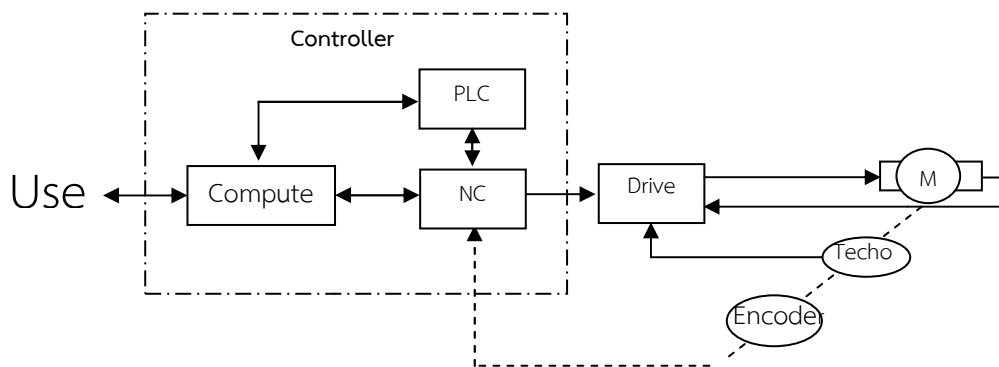 Controller
PLC
Use
Compute
NC
Drive
M
Techo
Encoder